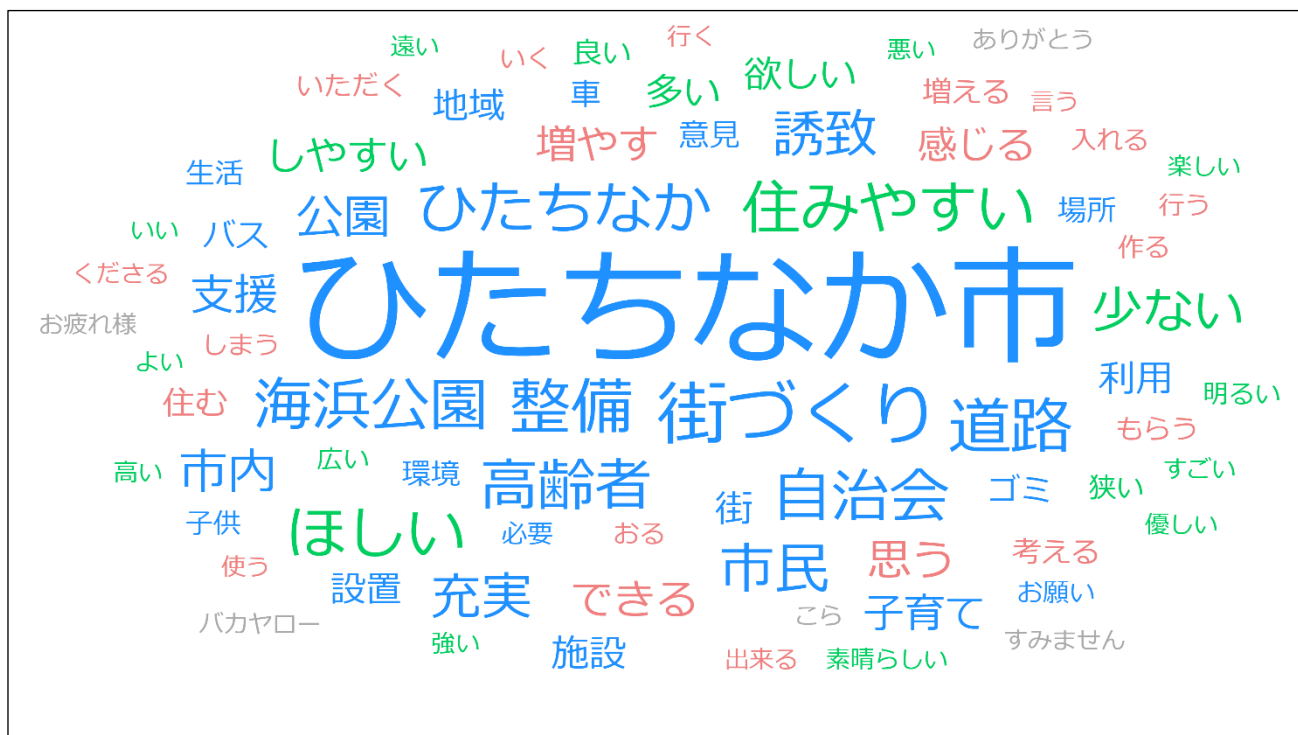 遠い いく 良い 行く 悪い ありがとう
いただく 地域 車 多い 欲しい 増える 言う
生活 しやすい 増やす 意見 誘致 感じる 入れる 楽しい
いい バス 公園 ひたちなか 住みやすい 場所 行う
くださる 支援 ひたちなか市 少ない 作る
お疲れ様 しまう
よい 住む 海浜公園 整備 街づくり 道路 利用 もらう 明るい
高い 市内 広い 環境 高齢者 街 自治会 ゴミ 狭い すごい
子供 ほしい 必要 おる 市民 思う 考える 優しい
使う 設置 充実 できる こら 子育て お願い
バカヤロー 強い 施設 出来る 素晴らしい すみません